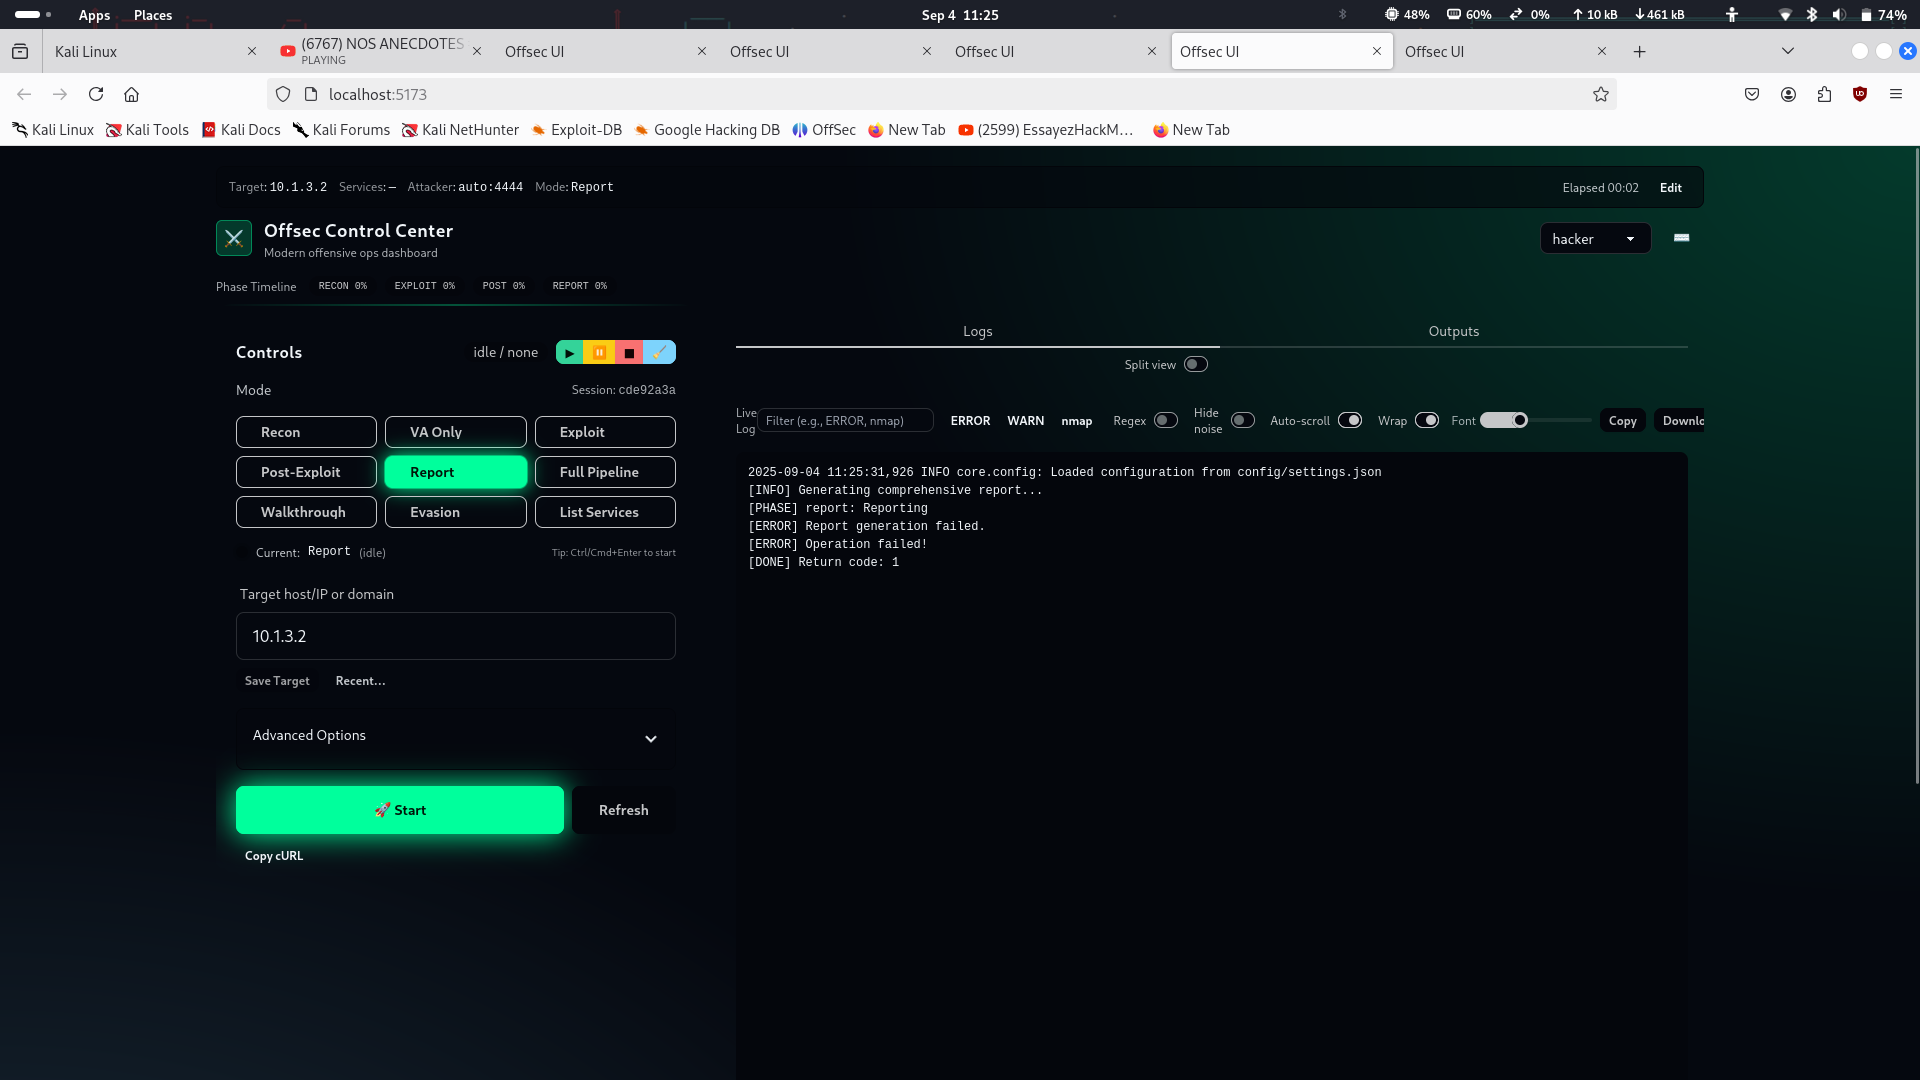 Apps Places Sep 4 11:25 48% 60% 0% 10 kB 461 kB 74%
Kali Linux (6767) NOS ANECDOTES Offsec UI Offsec UI Offsec UI Offsec UI Offsec UI
PLAYING
localhost:5173
Kali Linux Kali Tools Kali Docs Kali Forums Kali NetHunter Exploit-DB Google Hacking DB OffSec New Tab (2599) EssayezHackM… New Tab
Target: 10.1.3.2 Services: — Attacker: auto:4444 Mode: Report Elapsed 00:02 Edit
Offsec Control Center
Modern offensive ops dashboard
hacker
Phase Timeline RECON 0% EXPLOIT 0% POST 0% REPORT 0%
Controls idle / none
Mode Session: cde92a3a
Recon VA Only Exploit
Post-Exploit Report Full Pipeline
Walkthrough Evasion List Services
Current: Report (idle) Tip: Ctrl/Cmd+Enter to start
Target host/IP or domain
10.1.3.2
Save Target Recent...
Advanced Options
Start Refresh
Copy cURL
Logs Outputs
Split view
Live Log Filter (e.g., ERROR, nmap) ERROR WARN nmap Regex Hide noise Auto-scroll Wrap Font Copy Downlo
2025-09-04 11:25:31,926 INFO core.config: Loaded configuration from config/settings.json
[INFO] Generating comprehensive report...
[PHASE] report: Reporting
[ERROR] Report generation failed.
[ERROR] Operation failed!
[DONE] Return code: 1